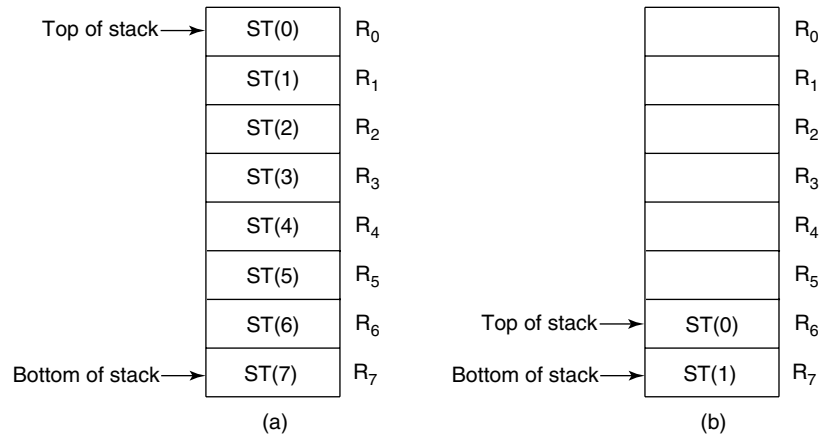 Top of stack ST(0) R0
ST(1) R1
ST(2) R2
ST(3) R3
ST(4) R4
ST(5) R5
ST(6) R6
Bottom of stack ST(7) R7
(a)
R0
R1
R2
R3
R4
R5
Top of stack ST(0) R6
Bottom of stack ST(1) R7
(b)